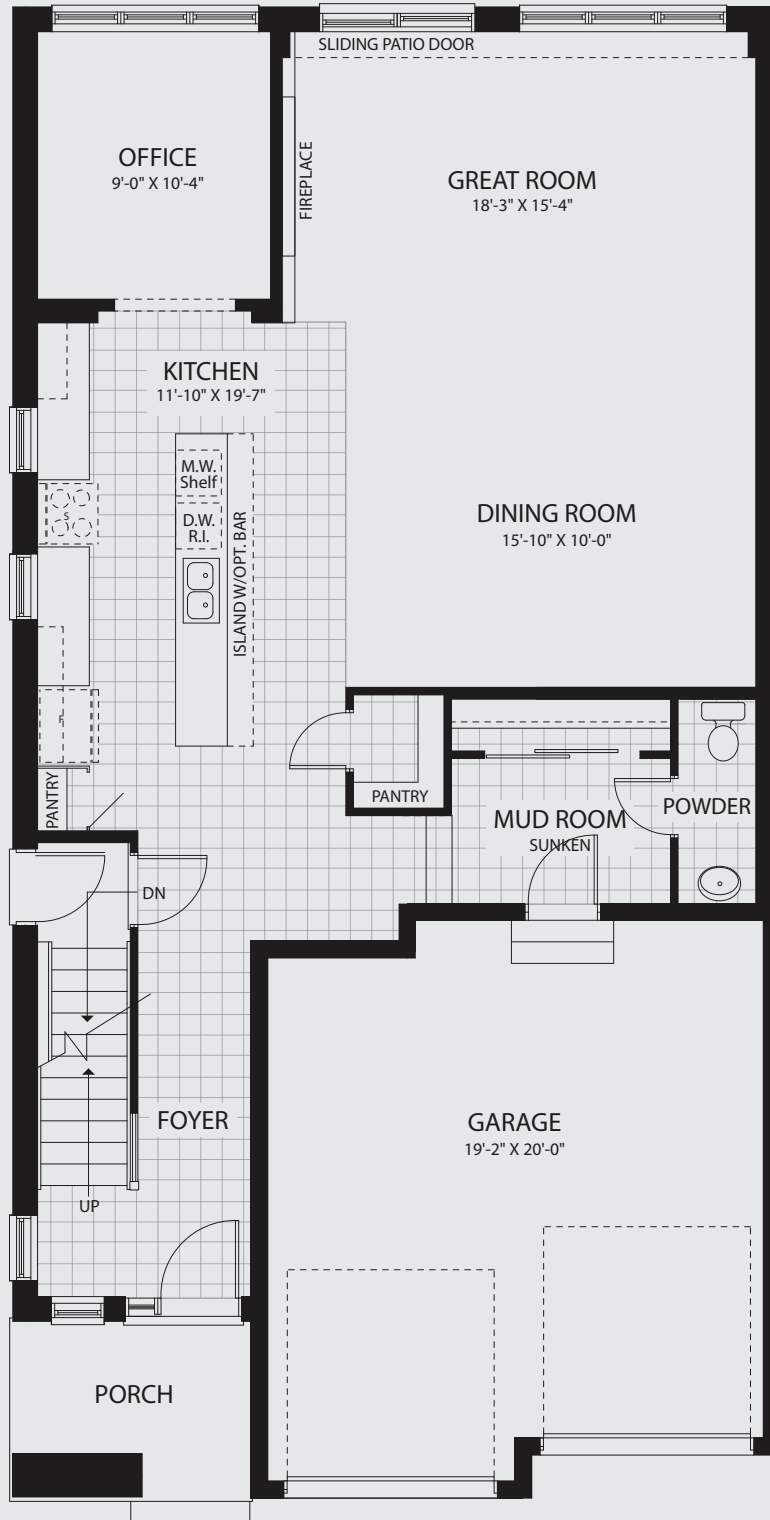 SLIDING PATIO DOOR
OFFICE
9'-0" X 10'-4"
FIREPLACE
GREAT ROOM
18'-3" X 15'-4"
KITCHEN
11'-10" X 19'-7"
M.W.
Shelf
S
D.W.
R.I.
ISLAND W/OPT. BAR
DINING ROOM
15'-10" X 10'-0"
F
PANTRY
PANTRY
MUD ROOM
SUNKEN
POWDER
DN
FOYER
GARAGE
19'-2" X 20'-0"
UP
PORCH